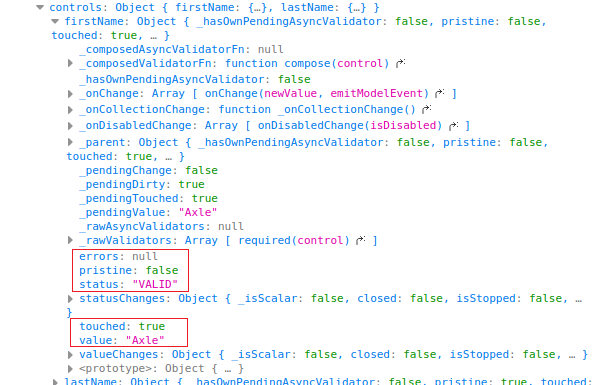 controls: Object { firstName: {…}, lastName: {…} }
firstName: Object { _hasOwnPendingAsyncValidator: false, pristine: false,
touched: true, … }
_composedAsyncValidatorFn: null
_composedValidatorFn: function compose(control)
_hasOwnPendingAsyncValidator: false
_onChange: Array [ onChange(newValue, emitModelEvent) ]
_onCollectionChange: function _onCollectionChange()
_onDisabledChange: Array [ onDisabledChange(isDisabled) ]
_parent: Object { _hasOwnPendingAsyncValidator: false, pristine: false,
touched: true, … }
_pendingChange: false
_pendingDirty: true
_pendingTouched: true
_pendingValue: "Axle"
_rawAsyncValidators: null
_rawValidators: Array [ required(control) ]
errors: null
pristine: false
status: "VALID"
statusChanges: Object { _isScalar: false, closed: false, isStopped: false, …
}
touched: true
value: "Axle"
valueChanges: Object { _isScalar: false, closed: false, isStopped: false, … }
<prototype>: Object { … }
lastName: Object { _hasOwnPendingAsyncValidator: false, pristine: true, touched: